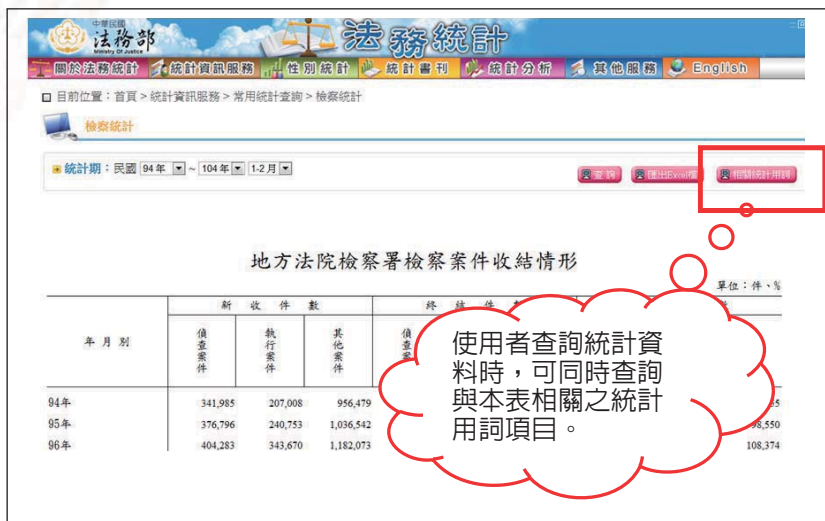 中華民國
法務部
Ministry Of Justice
法務統計
關於法務統計 統計資訊服務 性別統計 統計書刊 統計分析 其他服務 English
目前位置：首頁 > 統計資訊服務 > 常用統計查詢 > 檢察統計
檢察統計
統計期：民國 94年 ~ 104年 1-2月
查詢 匯出Excel檔 相關統計用詞
地方法院檢察署檢察案件收結情形
單位：件、%
年月別 新收件數 終結件
偵查案件 執行案件 其他案件 偵查
94年 341,985 207,008 956,479
95年 376,796 240,753 1,036,542 98,550
96年 404,283 343,670 1,182,073 108,374
使用者查詢統計資
料時，可同時查詢
與本表相關之統計
用詞項目。